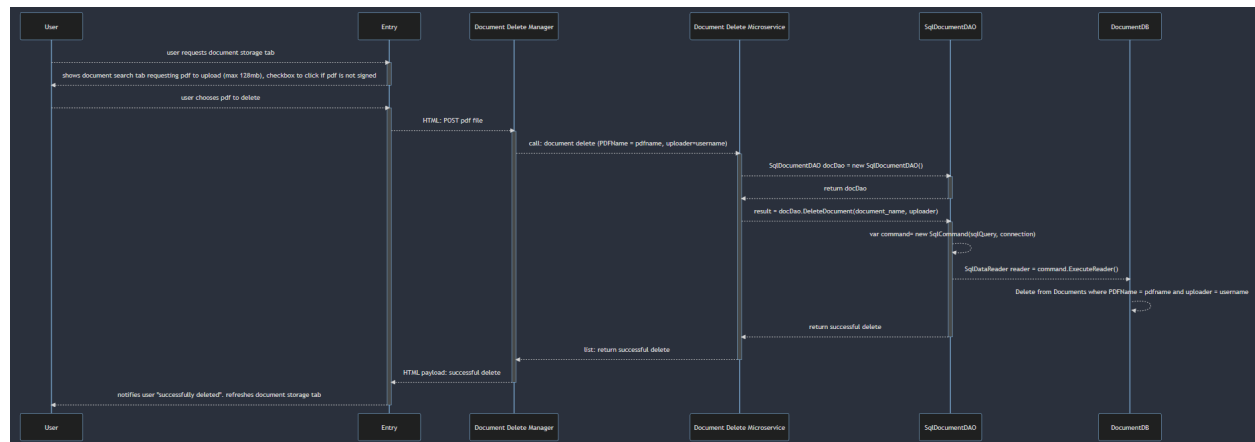 User
Entry
Document Delete Manager
Document Delete Microservice
SqlDocumentDAO
DocumentDB
user requests document storage tab
shows document search tab requesting pdf to upload (max 128mb), checkbox to click if pdf is not signed
user chooses pdf to delete
HTML: POST pdf file
call: document delete (PDFName = pdfname, uploader=username)
SqlDocumentDAO docDao = new SqlDocumentDAO()
return docDao
result = docDao.DeleteDocument(document_name, uploader)
var command= new SqlCommand(sqlQuery, connection)
SqlDataReader reader = command.ExecuteReader()
Delete from Documents where PDFName = pdfname and uploader = username
return successful delete
list: return successful delete
HTML payload: successful delete
notifies user "successfully deleted". refreshes document storage tab
User
Entry
Document Delete Manager
Document Delete Microservice
SqlDocumentDAO
DocumentDB